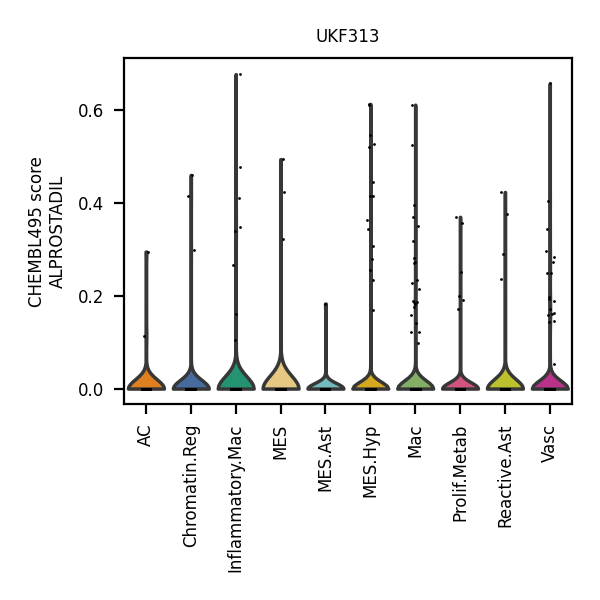 UKF313
CHEMBL495 score
ALPROSTADIL
0.6
0.4
0.2
0.0
AC
Chromatin.Reg
Inflammatory.Mac
MES
MES.Ast
MES.Hyp
Mac
Prolif.Metab
Reactive.Ast
Vasc